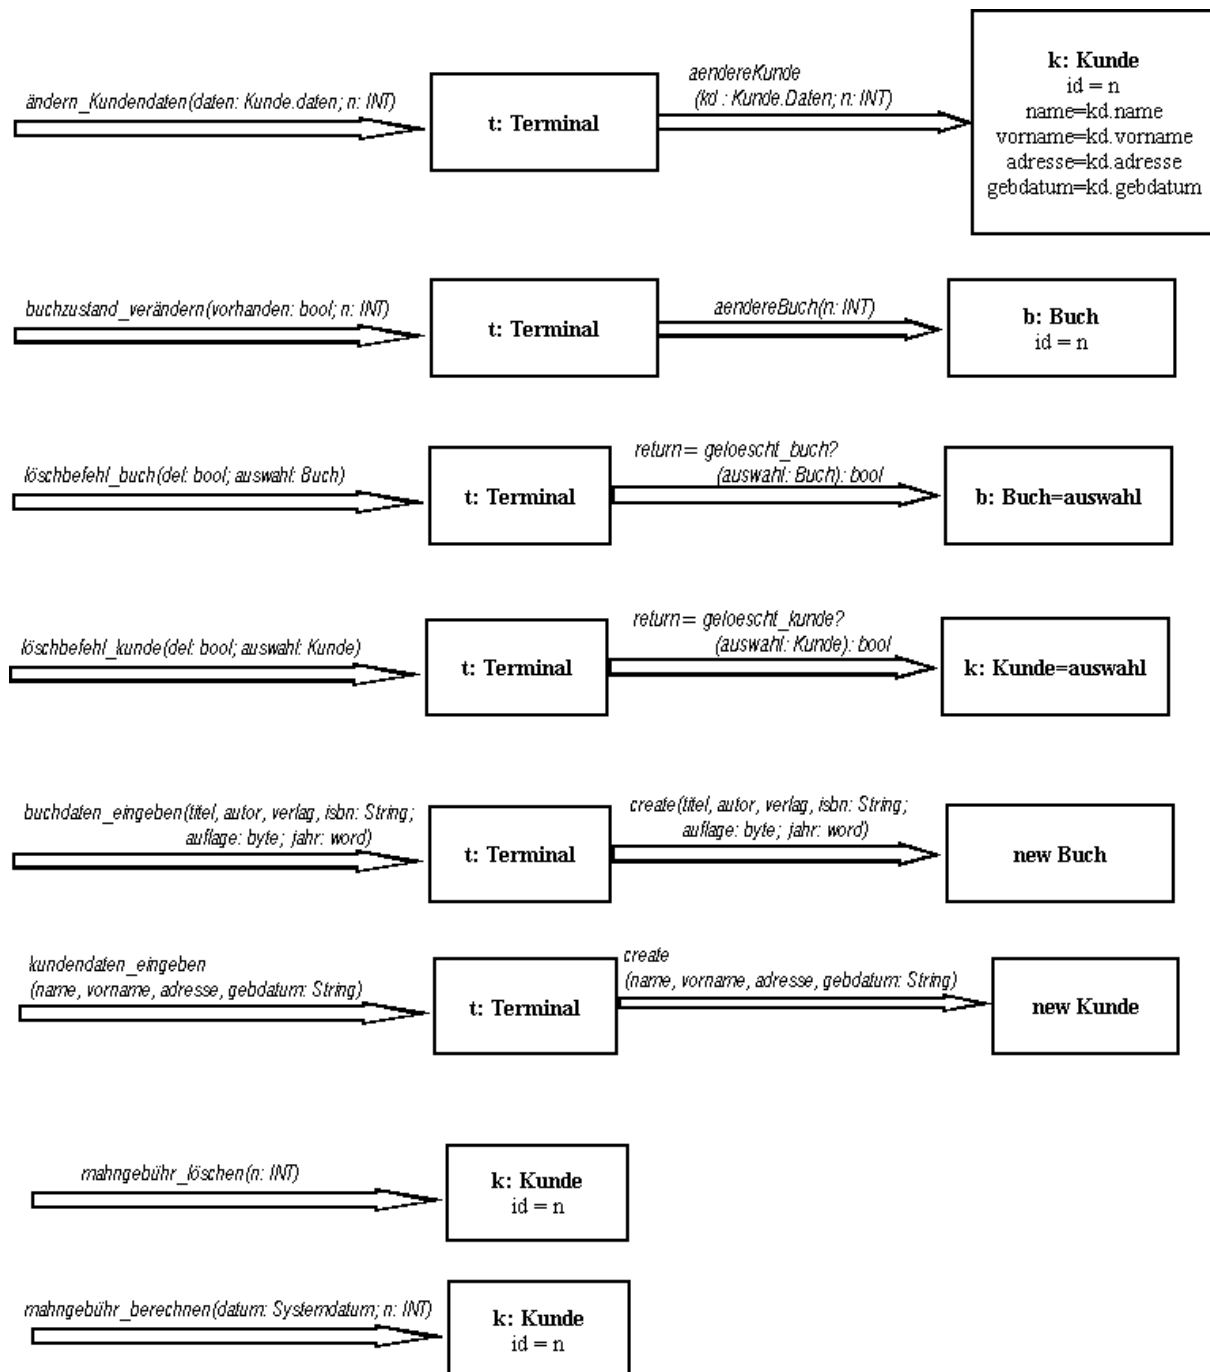 ändern_Kundendaten(daten: Kunde.daten; n: INT)
t: Terminal
aendereKunde
(kd : Kunde.Daten; n: INT)
k: Kunde
id = n
name=kd.name
vorname=kd.vorname
adresse=kd.adresse
gebdatum=kd.gebdatum
buchzustand_verändern(vorhanden: bool; n: INT)
t: Terminal
aendereBuch(n: INT)
b: Buch
id = n
löschbefehl_buch(del: bool; auswahl: Buch)
t: Terminal
return= geloescht_buch?
(auswahl: Buch): bool
b: Buch=auswahl
löschbefehl_kunde(del: bool; auswahl: Kunde)
t: Terminal
return= geloescht_kunde?
(auswahl: Kunde): bool
k: Kunde=auswahl
buchdaten_eingeben(titel, autor, verlag, isbn: String;
auflage: byte; jahr: word)
t: Terminal
create(titel, autor, verlag, isbn: String;
auflage: byte; jahr: word)
new Buch
kundendaten_eingeben
(name, vorname, adresse, gebdatum: String)
t: Terminal
create
(name, vorname, adresse, gebdatum: String)
new Kunde
mahngebühr_löschen(n: INT)
k: Kunde
id = n
mahngebühr_berechnen(datum: Systemdatum; n: INT)
k: Kunde
id = n